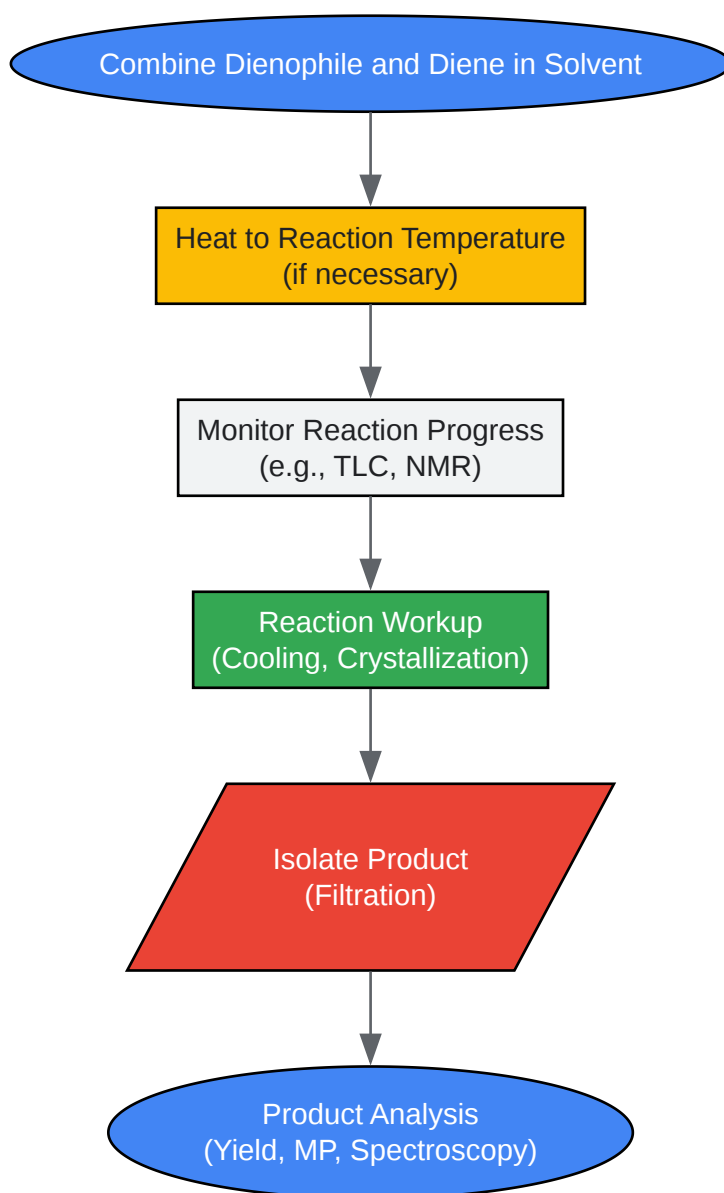 Combine Dienophile and Diene in Solvent
Heat to Reaction Temperature
(if necessary)
Monitor Reaction Progress
(e.g., TLC, NMR)
Reaction Workup
(Cooling, Crystallization)
Isolate Product
(Filtration)
Product Analysis
(Yield, MP, Spectroscopy)